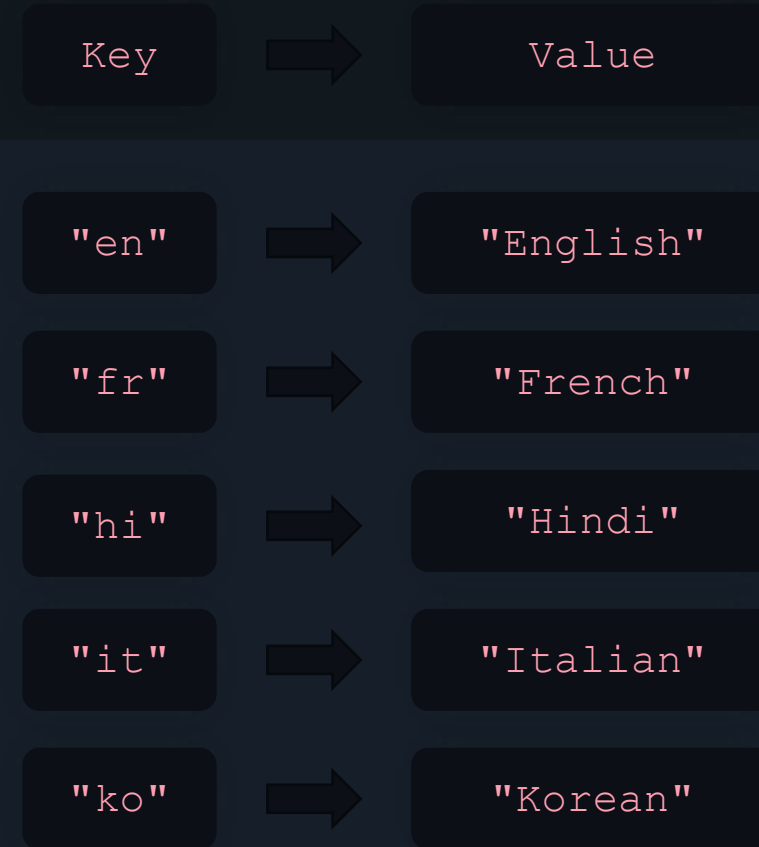 Key Value
"en" "English"
"fr" "French"
"hi" "Hindi"
"it" "Italian"
"ko" "Korean"